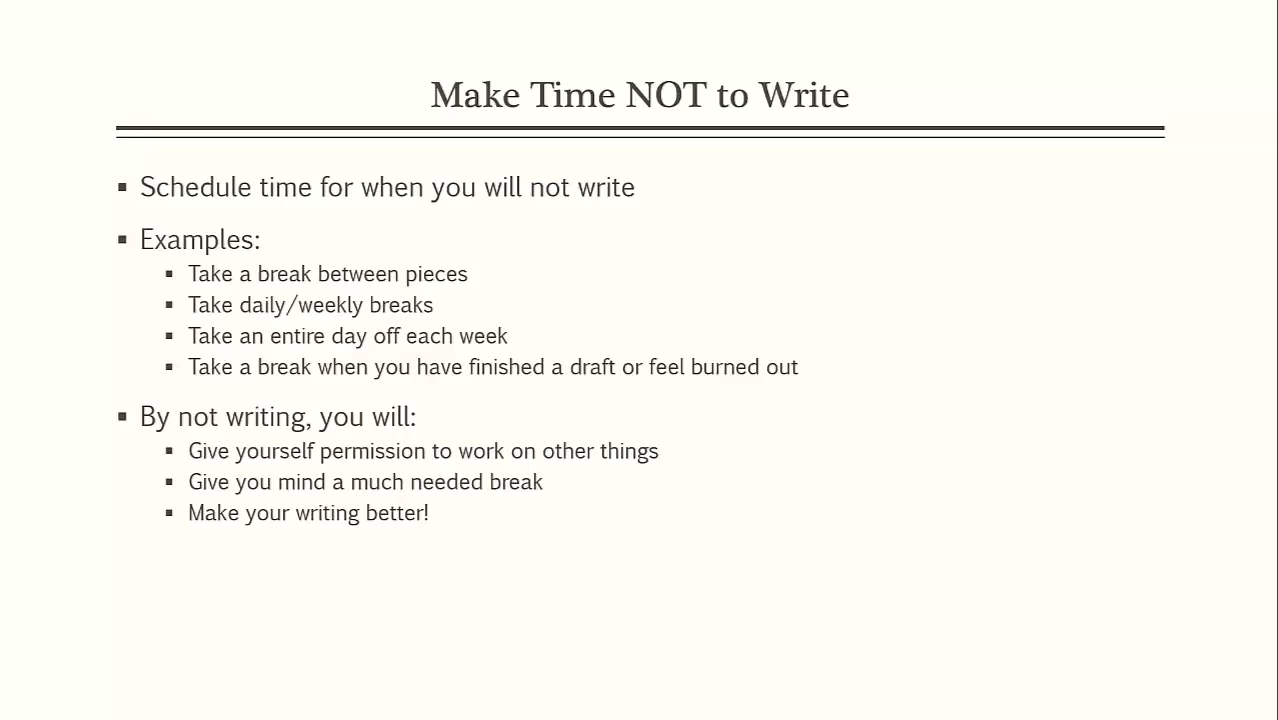 Make Time NOT to Write
▪ Schedule time for when you will not write
▪ Examples:
▪ Take a break between pieces
▪ Take daily/weekly breaks
▪ Take an entire day off each week
▪ Take a break when you have finished a draft or feel burned out
▪ By not writing, you will:
▪ Give yourself permission to work on other things
▪ Give you mind a much needed break
▪ Make your writing better!